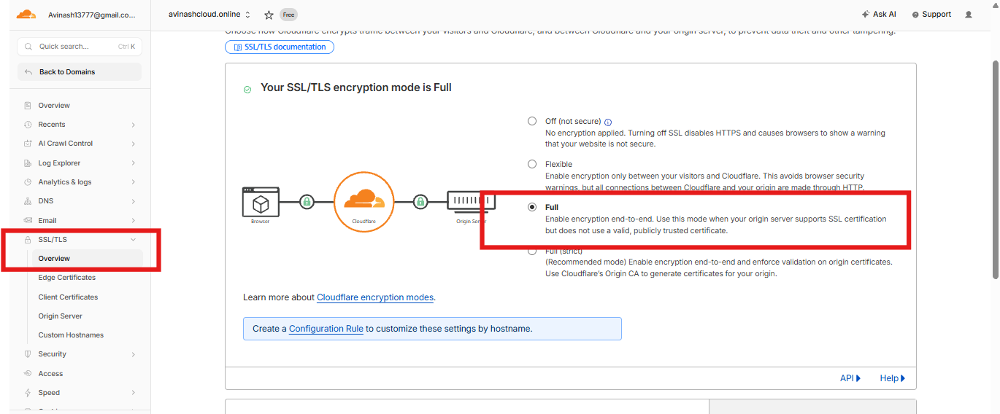 Avinash13777@gmail.co...
avinashcloud.online
Free
Ask AI
Support
Quick search...
Ctrl K
Back to Domains
Overview
Recents
AI Crawl Control
Log Explorer
Analytics & logs
DNS
Email
SSL/TLS
Overview
Edge Certificates
Client Certificates
Origin Server
Custom Hostnames
Security
Access
Speed
Choose how Cloudflare encrypts traffic between your visitors and Cloudflare, and between Cloudflare and your origin server, to prevent data theft and other tampering.
SSL/TLS documentation
Your SSL/TLS encryption mode is Full
Browser
Cloudflare
Origin Server
Off (not secure)
No encryption applied. Turning off SSL disables HTTPS and causes browsers to show a warning
that your website is not secure.
Flexible
Enable encryption only between your visitors and Cloudflare. This avoids browser security
warnings, but all connections between Cloudflare and your origin are made through HTTP.
Full
Enable encryption end-to-end. Use this mode when your origin server supports SSL certification
but does not use a valid, publicly trusted certificate.
Full (strict)
(Recommended mode) Enable encryption end-to-end and enforce validation on origin certificates.
Use Cloudflare's Origin CA to generate certificates for your origin.
Learn more about Cloudflare encryption modes.
Create a Configuration Rule to customize these settings by hostname.
API
Help